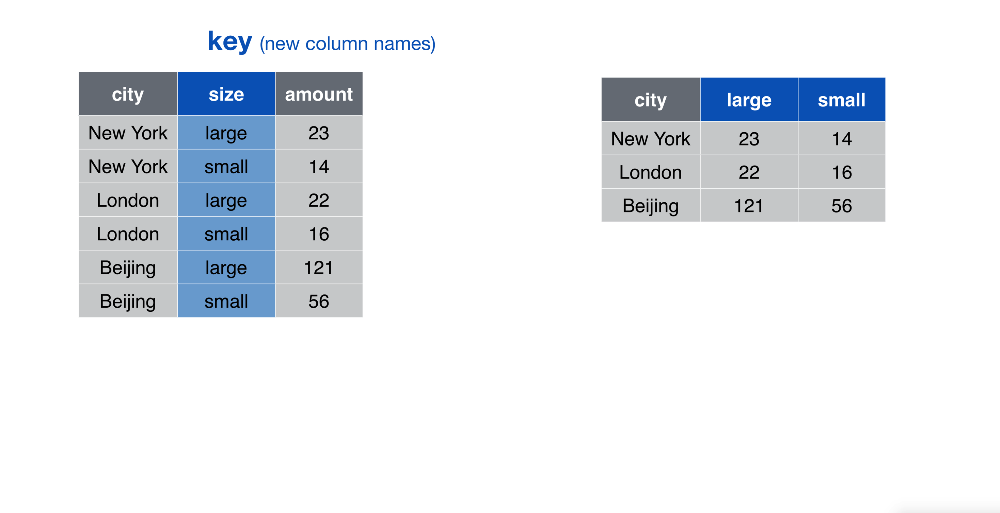 key (new column names)
city size amount
New York large 23
New York small 14
London large 22
London small 16
Beijing large 121
Beijing small 56
city large small
New York 23 14
London 22 16
Beijing 121 56